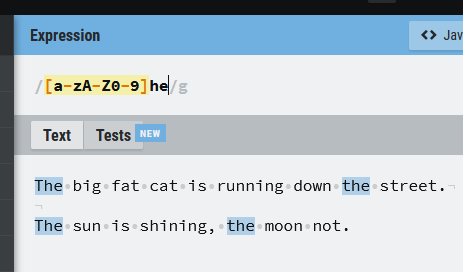 Expression
<> Jav
/[a-zA-Z0-9]he/g
Text Tests NEW
The·big·fat·cat·is·running·down·the·street.¬
¬
The·sun·is·shining,·the·moon·not.